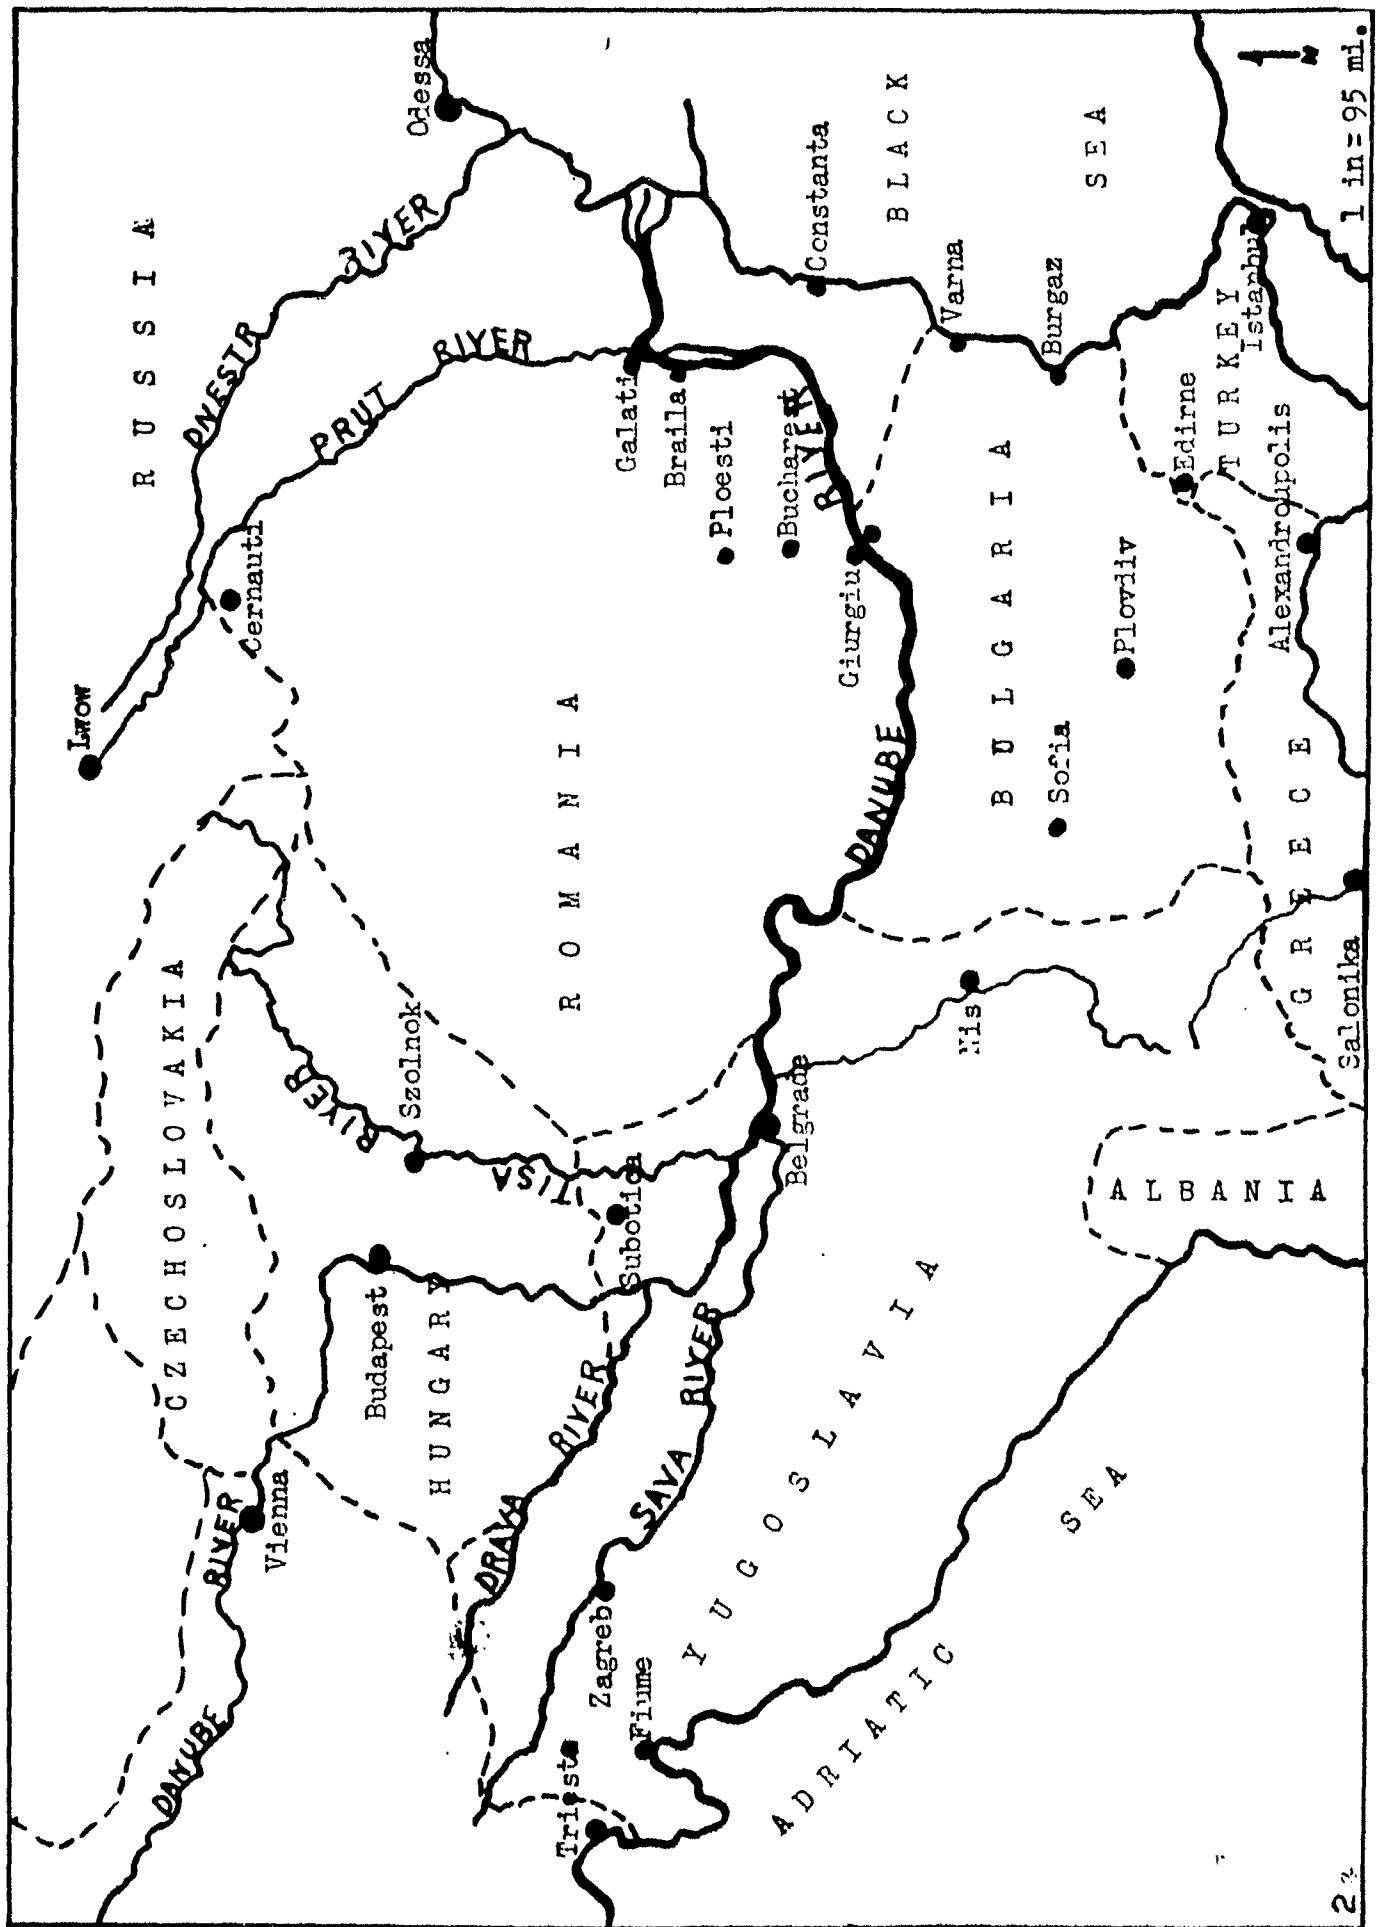 Lwow
RUSSIA
Odessa
DNESTR RIVER
PRUT RIVER
Cernauti
CZECHOSLOVAKIA
DANUBE RIVER
Vienna
Budapest
HUNGARY
Szolnok
TISA RIVER
ROMANIA
Galati
Braila
Ploesti
Bucharest
Constanta
BLACK SEA
Giurgiu
DANUBE RIVER
Subotica
DRAVA RIVER
SAVA RIVER
Zagreb
Trieste
Fiume
Belgrade
YUGOSLAVIA
ADRIATIC SEA
Nis
BULGARIA
Varna
Burgaz
Sofia
Plovdiv
Edirne
TURKEY
Istanbul
Alexandroupolis
GREECE
Salonika
ALBANIA
N
1 in = 95 mi.